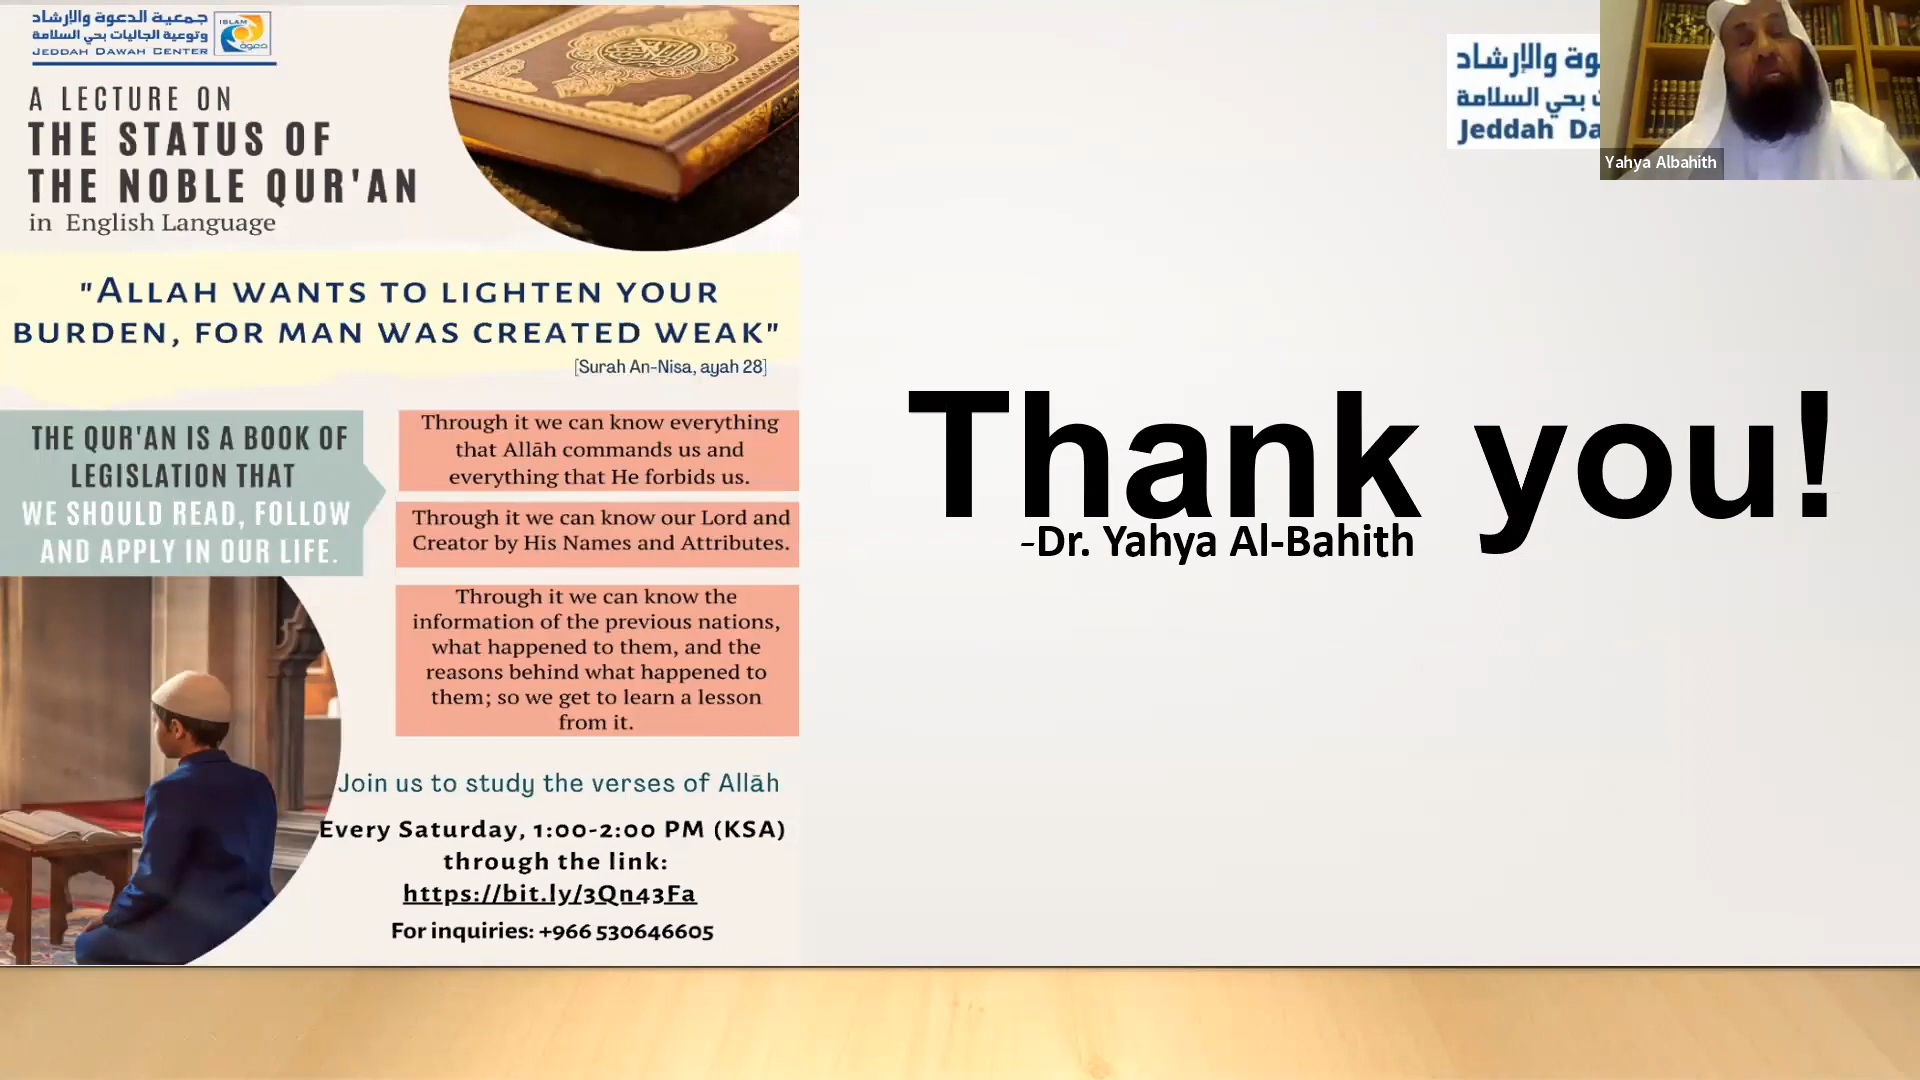 جمعية الدعوة والإرشاد
وتوعية الجاليات بحي السلامة
JEDDAH DAWAH CENTER
ISLAM
A LECTURE ON
THE STATUS OF
THE NOBLE QUR'AN
in English Language
"ALLAH WANTS TO LIGHTEN YOUR
BURDEN, FOR MAN WAS CREATED WEAK"
[Surah An-Nisa, ayah 28]
THE QUR'AN IS A BOOK OF
LEGISLATION THAT
WE SHOULD READ, FOLLOW
AND APPLY IN OUR LIFE.
Through it we can know everything
that Allāh commands us and
everything that He forbids us.
Through it we can know our Lord and
Creator by His Names and Attributes.
Through it we can know the
information of the previous nations,
what happened to them, and the
reasons behind what happened to
them; so we get to learn a lesson
from it.
Join us to study the verses of Allāh
Every Saturday, 1:00-2:00 PM (KSA)
through the link:
https://bit.ly/3Qn43Fa
For inquiries: +966 530646605
والإرشاد
بحي السلامة
Jeddah Da
Yahya Albahith
Thank you!
-Dr. Yahya Al-Bahith